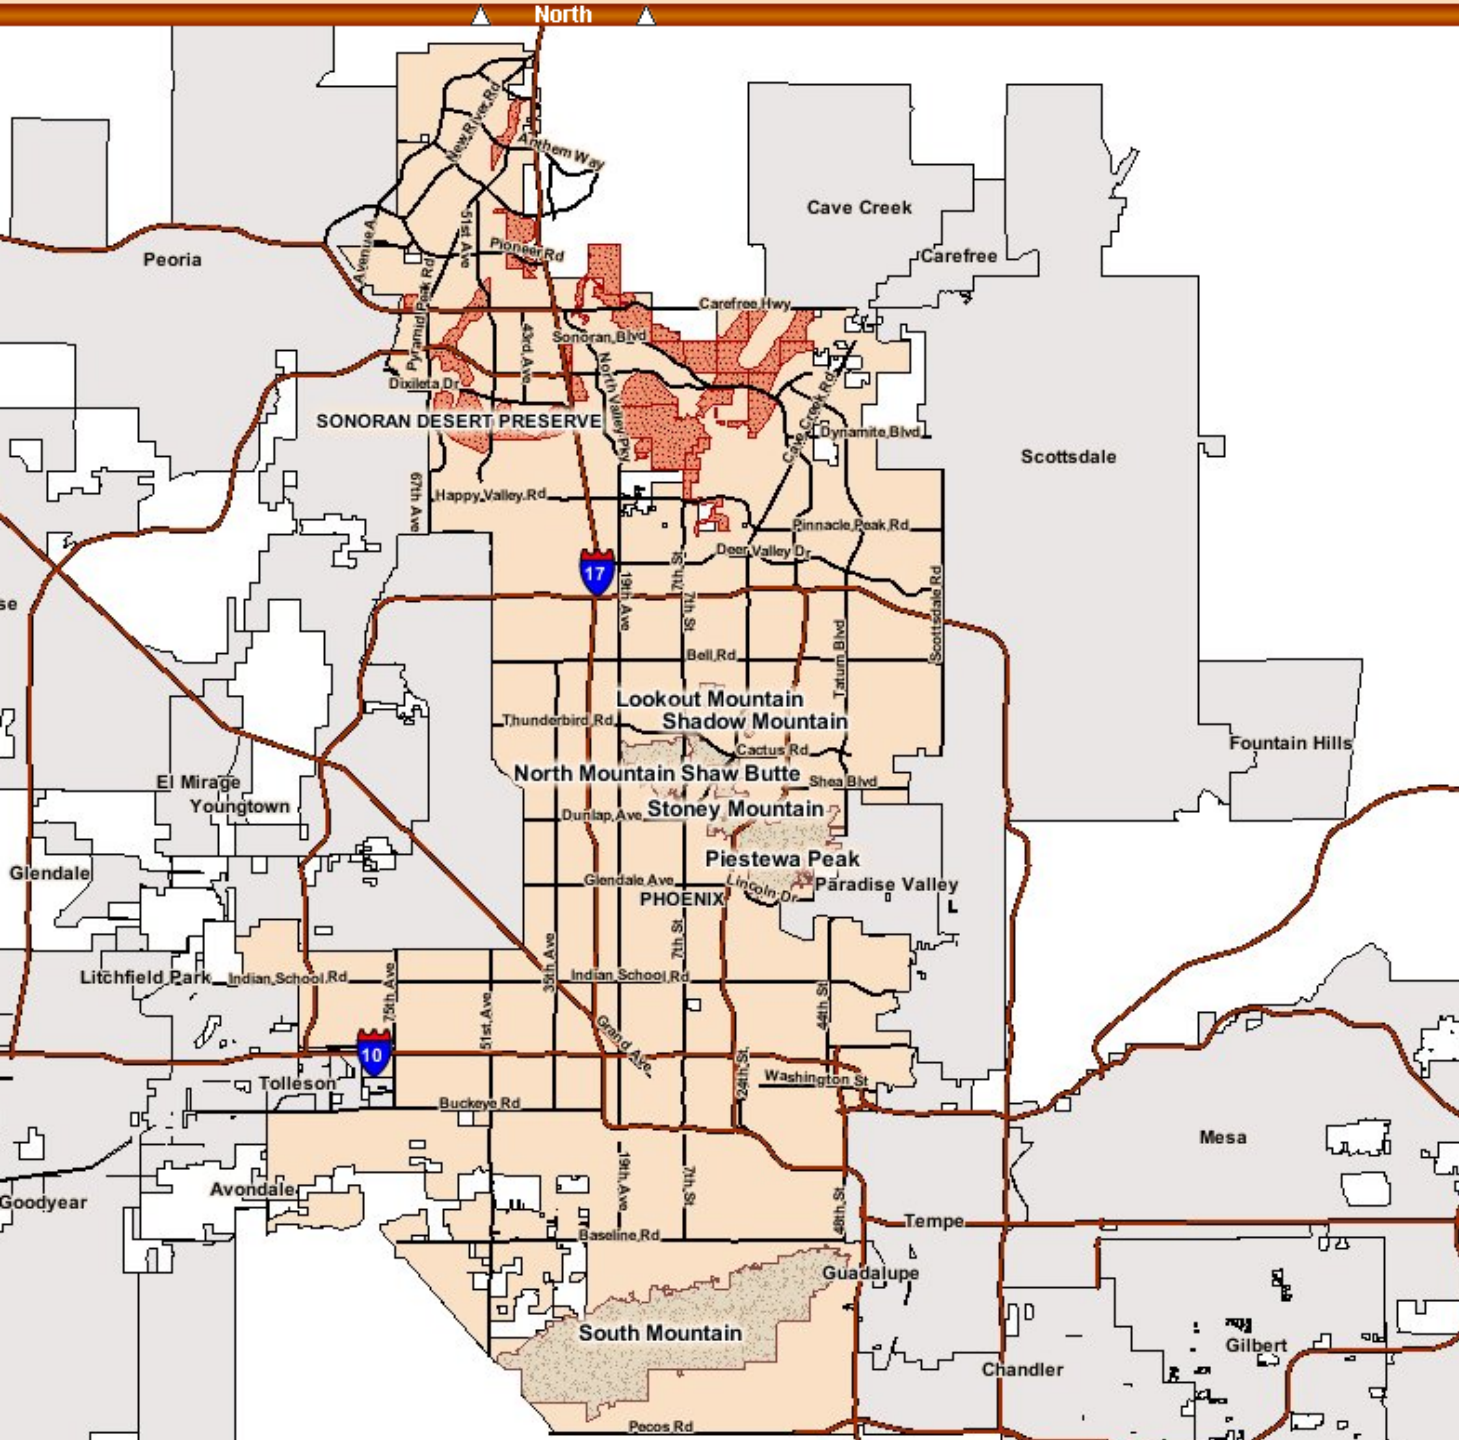 North
New River Rd
Anthem Way
Cave Creek
51st Ave
Avenue A
Pioneer Rd
Peoria
Carefree
Pyramid Peak Rd
Carefree Hwy
43rd Ave
Sonoran Blvd
North Valley Pky
Dixileta Dr
Cave Creek Rd
SONORAN DESERT PRESERVE
Dynamite Blvd
Scottsdale
67th Ave
Happy Valley Rd
Pinnacle Peak Rd
Deer Valley Dr
17
7th St
19th Ave
7th St
Scottsdale Rd
se
Bell Rd
Tatum Blvd
Lookout Mountain
Thunderbird Rd
Shadow Mountain
Cactus Rd
Fountain Hills
North Mountain Shaw Butte
El Mirage
Shea Blvd
Youngtown
Dunlap Ave
Stoney Mountain
Piestewa Peak
Glendale
Glendale Ave
Lincoln Dr
Paradise Valley
PHOENIX
7th St
35th Ave
Litchfield Park
Indian School Rd
Indian School Rd
75th Ave
51st Ave
44th St
Grand Ave
10
24th St
Tolleson
Washington St
Buckeye Rd
Mesa
19th Ave
7th St
Avondale
48th St
Goodyear
Tempe
Baseline Rd
Guadalupe
South Mountain
Gilbert
Chandler
Pecos Rd